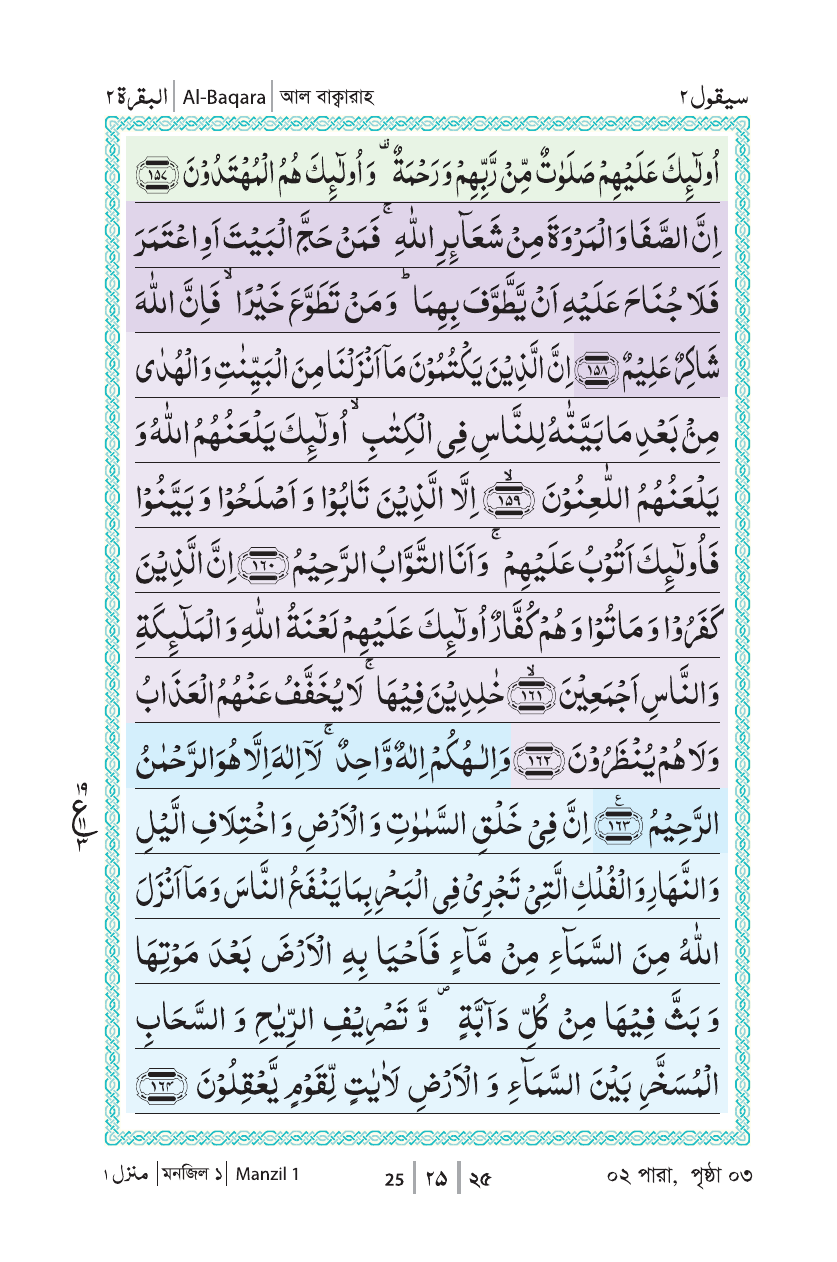 البقرة ٢ | Al-Baqara | আল বাক্বারাহ سيقول ٢
اُولٰٓئِكَ عَلَيْهِمْ صَلَوٰتٌ مِّنْ رَّبِّهِمْ وَرَحْمَةٌ ۟ وَاُولٰٓئِكَ هُمُ الْمُهْتَدُوْنَ ﴿١٥٧﴾
اِنَّ الصَّفَا وَالْمَرْوَةَ مِنْ شَعَآئِرِ اللّٰهِ ۚ فَمَنْ حَجَّ الْبَيْتَ اَوِاعْتَمَرَ
فَلَا جُنَاحَ عَلَيْهِ اَنْ يَّطَّوَّفَ بِهِمَا ؕ وَ مَنْ تَطَوَّعَ خَيْرًا ۙ فَاِنَّ اللّٰهَ
شَاكِرٌ عَلِيْمٌ ﴿١٥٨﴾ اِنَّ الَّذِيْنَ يَكْتُمُوْنَ مَآ اَنْزَلْنَا مِنَ الْبَيِّنٰتِ وَالْهُدٰى
مِنْۢ بَعْدِ مَا بَيَّنّٰهُ لِلنَّاسِ فِى الْكِتٰبِ ۙ اُولٰٓئِكَ يَلْعَنُهُمُ اللّٰهُ وَ
يَلْعَنُهُمُ اللّٰعِنُوْنَ ﴿١٥٩﴾ۙ اِلَّا الَّذِيْنَ تَابُوْا وَ اَصْلَحُوْا وَ بَيَّنُوْا
فَاُولٰٓئِكَ اَتُوْبُ عَلَيْهِمْ ۚ وَاَنَا التَّوَّابُ الرَّحِيْمُ ﴿١٦٠﴾ اِنَّ الَّذِيْنَ
كَفَرُوْا وَ مَاتُوْا وَ هُمْ كُفَّارٌ اُولٰٓئِكَ عَلَيْهِمْ لَعْنَةُ اللّٰهِ وَ الْمَلٰٓئِكَةِ
وَالنَّاسِ اَجْمَعِيْنَ ﴿١٦١﴾ۙ خٰلِدِيْنَ فِيْهَا ۚ لَا يُخَفَّفُ عَنْهُمُ الْعَذَابُ
وَلَا هُمْ يُنْظَرُوْنَ ﴿١٦٢﴾ وَاِلٰـهُكُمْ اِلٰهٌ وَّاحِدٌ ۚ لَآ اِلٰهَ اِلَّا هُوَ الرَّحْمٰنُ
الرَّحِيْمُ ﴿١٦٣﴾ ع اِنَّ فِىْ خَلْقِ السَّمٰوٰتِ وَ الْاَرْضِ وَ اخْتِلَافِ الَّيْلِ
١٩ ع ١١ ٣
وَالنَّهَارِ وَالْفُلْكِ الَّتِىْ تَجْرِىْ فِى الْبَحْرِ بِمَا يَنْفَعُ النَّاسَ وَ مَآ اَنْزَلَ
اللّٰهُ مِنَ السَّمَآءِ مِنْ مَّآءٍ فَاَحْيَا بِهِ الْاَرْضَ بَعْدَ مَوْتِهَا
وَ بَثَّ فِيْهَا مِنْ كُلِّ دَآبَّةٍ ۪ وَّ تَصْرِيْفِ الرِّيٰحِ وَ السَّحَابِ
الْمُسَخَّرِ بَيْنَ السَّمَآءِ وَ الْاَرْضِ لَاٰيٰتٍ لِّقَوْمٍ يَّعْقِلُوْنَ ﴿١٦٤﴾
منزل ١ | মনজিল ১ | Manzil 1 25 | ٢٥ | ২৫ ০২ পারা, পৃষ্ঠা ০৩